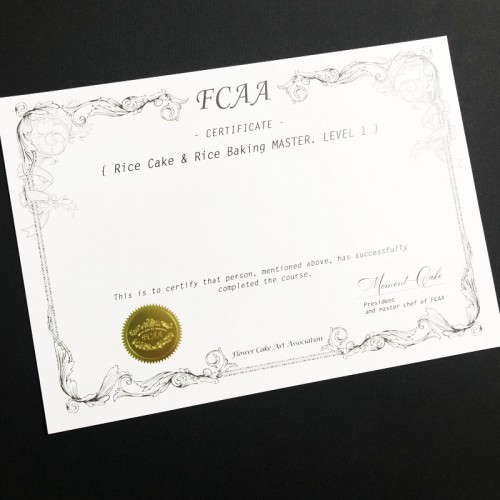 FCAA
- CERTIFICATE -
( Rice Cake & Rice Baking MASTER. LEVEL 1 )
This is to certify that person, mentioned above, has successfully
completed the course.
Moment Cake
President
and master chef of FCAA
FCAA
Flower Cake Art Association